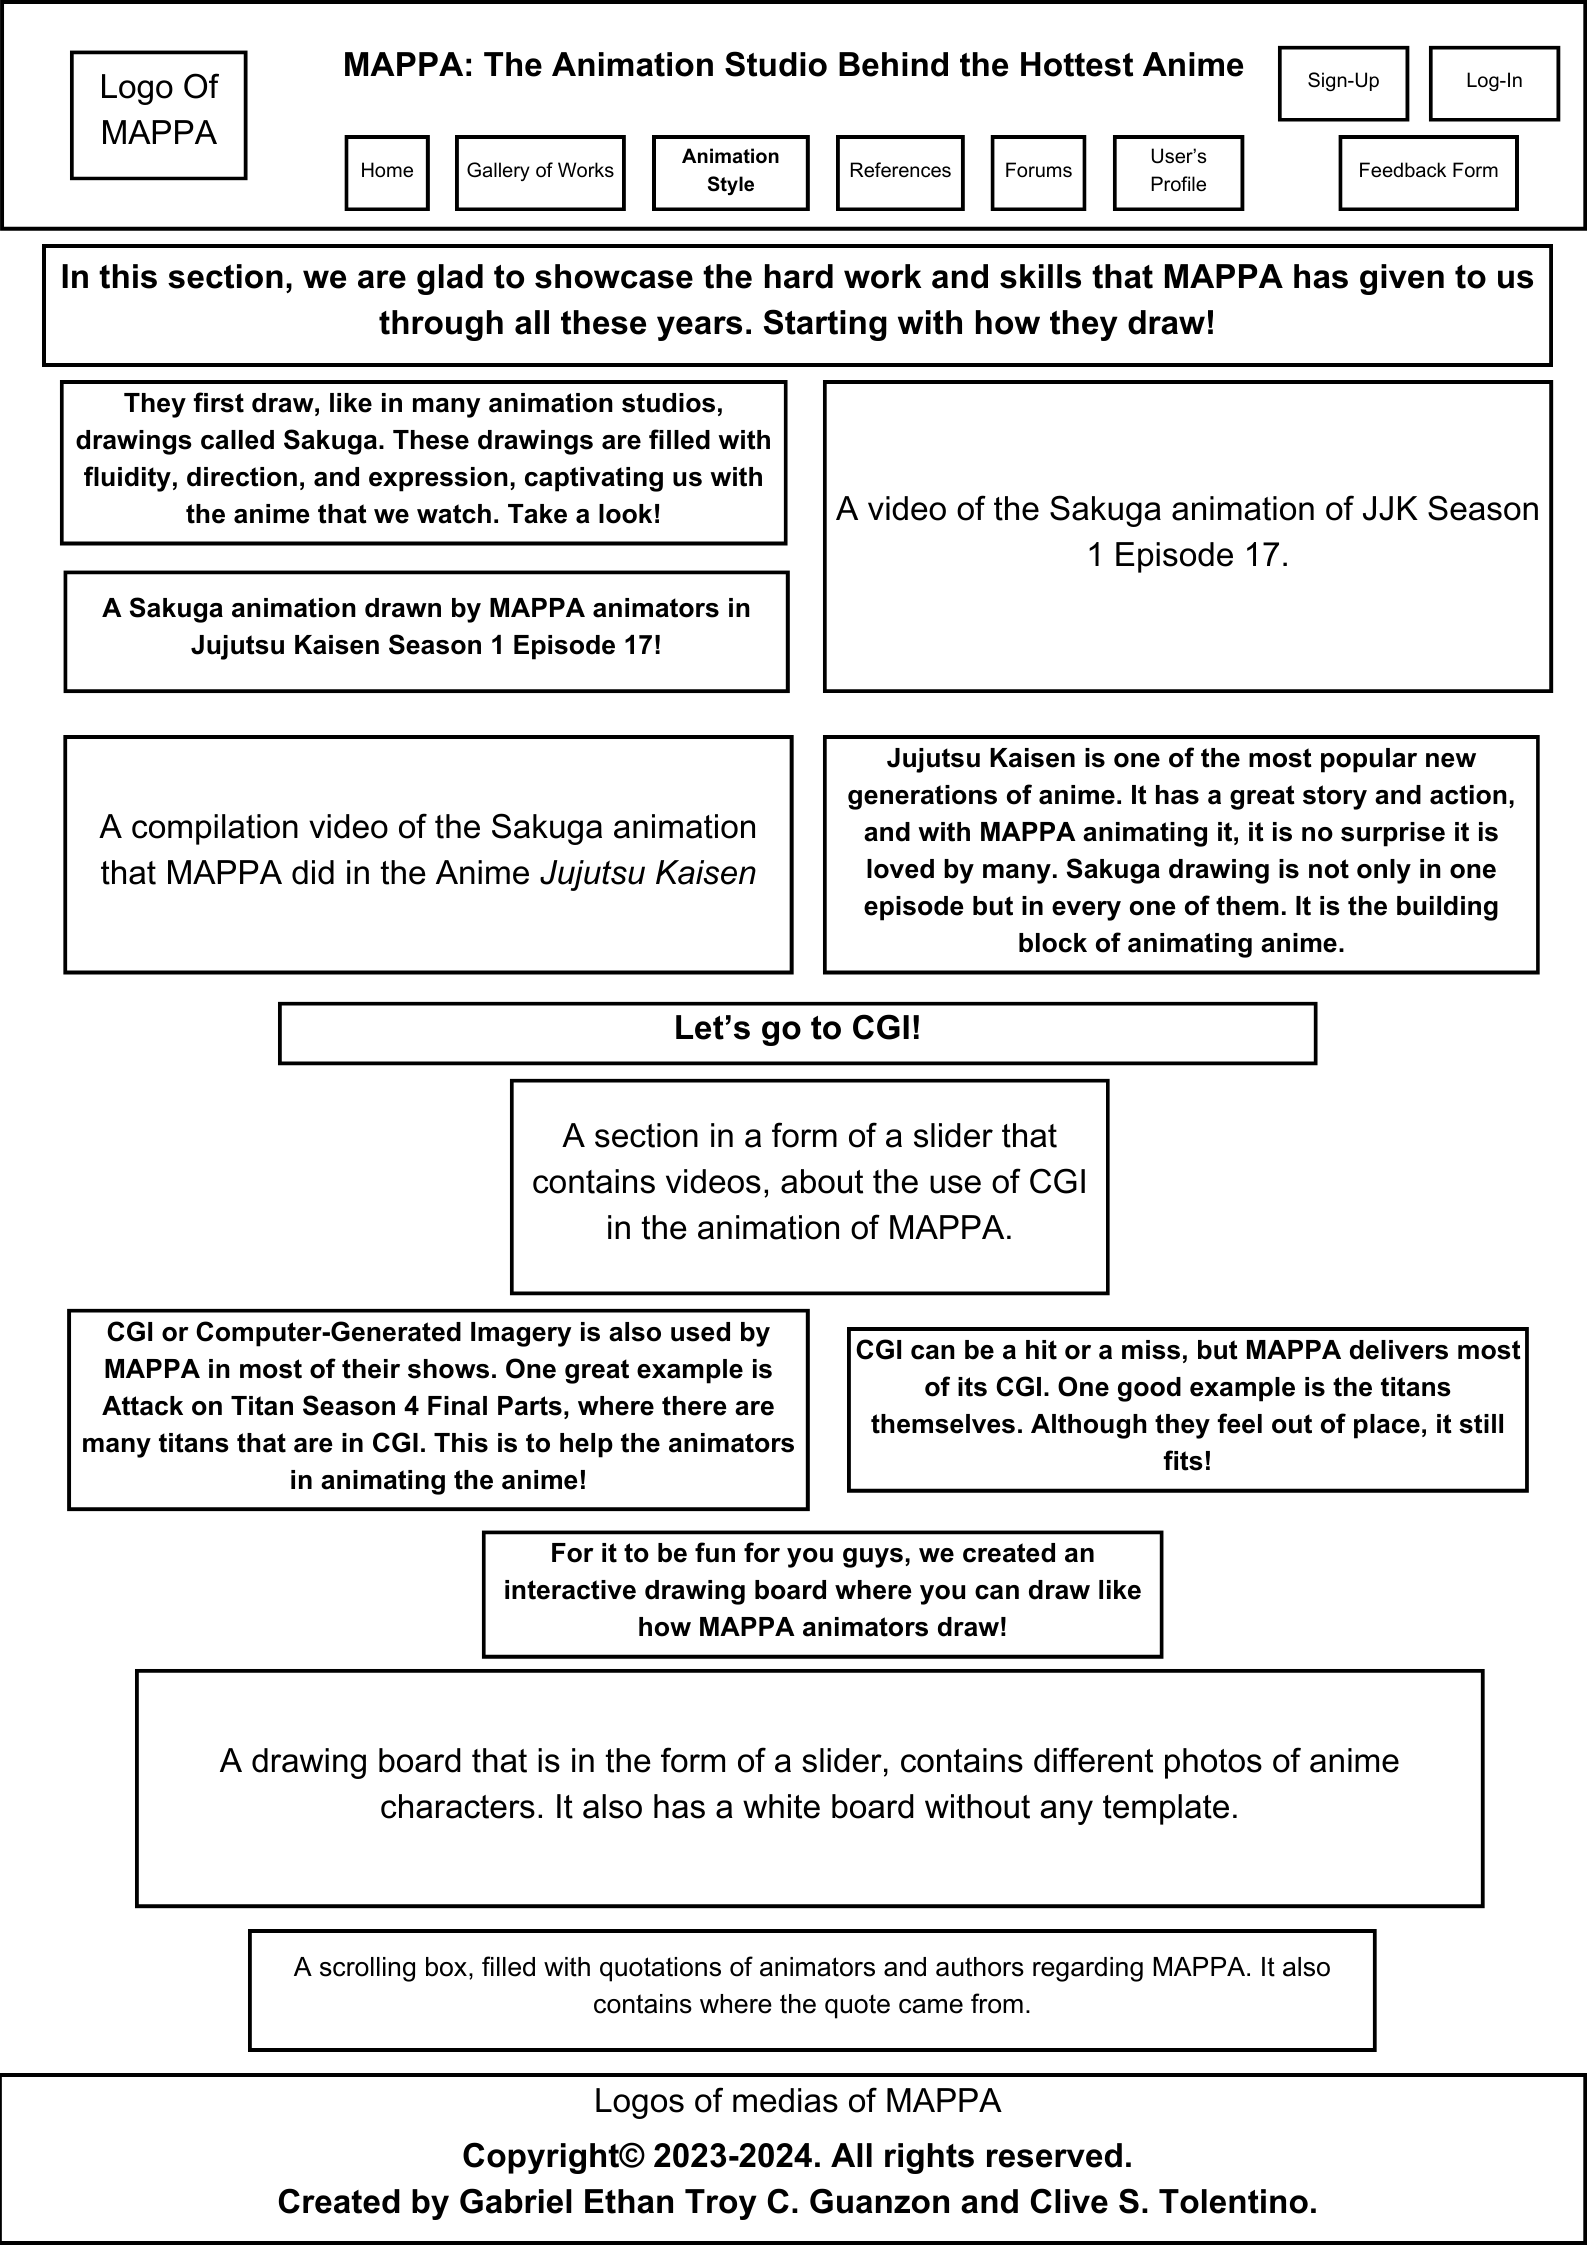 Logo Of
MAPPA
MAPPA: The Animation Studio Behind the Hottest Anime
Sign-Up
Log-In
Home
Gallery of Works
Animation
Style
References
Forums
User’s
Profile
Feedback Form
In this section, we are glad to showcase the hard work and skills that MAPPA has given to us
through all these years. Starting with how they draw!
They first draw, like in many animation studios,
drawings called Sakuga. These drawings are filled with
fluidity, direction, and expression, captivating us with
the anime that we watch. Take a look!
A video of the Sakuga animation of JJK Season
1 Episode 17.
A Sakuga animation drawn by MAPPA animators in
Jujutsu Kaisen Season 1 Episode 17!
A compilation video of the Sakuga animation
that MAPPA did in the Anime Jujutsu Kaisen
Jujutsu Kaisen is one of the most popular new
generations of anime. It has a great story and action,
and with MAPPA animating it, it is no surprise it is
loved by many. Sakuga drawing is not only in one
episode but in every one of them. It is the building
block of animating anime.
Let’s go to CGI!
A section in a form of a slider that
contains videos, about the use of CGI
in the animation of MAPPA.
CGI or Computer-Generated Imagery is also used by
MAPPA in most of their shows. One great example is
Attack on Titan Season 4 Final Parts, where there are
many titans that are in CGI. This is to help the animators
in animating the anime!
CGI can be a hit or a miss, but MAPPA delivers most
of its CGI. One good example is the titans
themselves. Although they feel out of place, it still
fits!
For it to be fun for you guys, we created an
interactive drawing board where you can draw like
how MAPPA animators draw!
A drawing board that is in the form of a slider, contains different photos of anime
characters. It also has a white board without any template.
A scrolling box, filled with quotations of animators and authors regarding MAPPA. It also
contains where the quote came from.
Logos of medias of MAPPA
Copyright© 2023-2024. All rights reserved.
Created by Gabriel Ethan Troy C. Guanzon and Clive S. Tolentino.